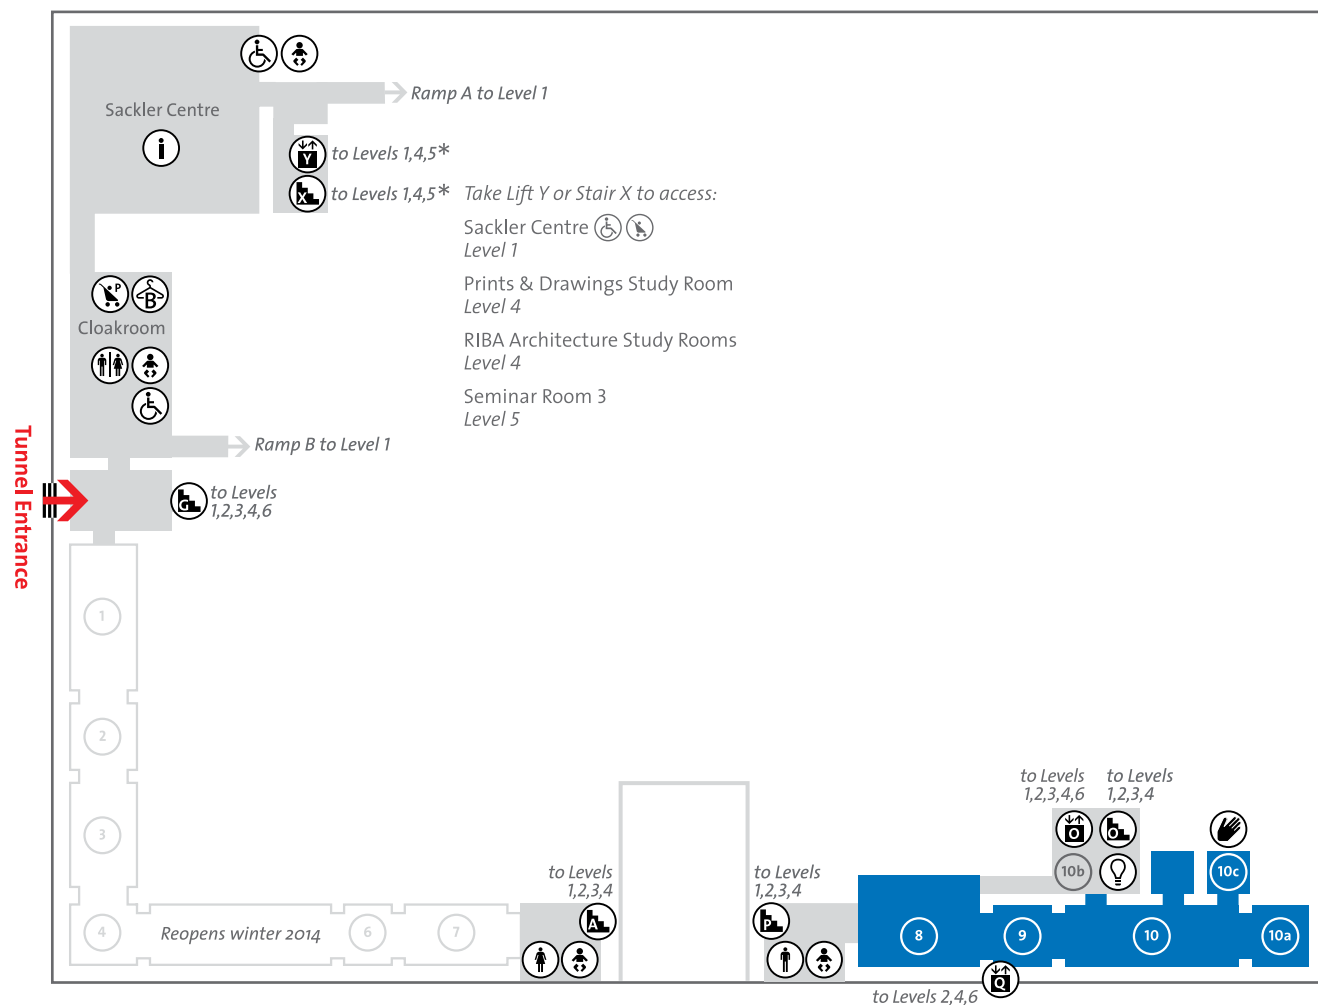 Sackler Centre
i
Ramp A to Level 1
Y
to Levels 1,4,5*
X
to Levels 1,4,5*
Take Lift Y or Stair X to access:
Sackler Centre
Level 1
Prints & Drawings Study Room
Level 4
RIBA Architecture Study Rooms
Level 4
Seminar Room 3
Level 5
P
B
Cloakroom
Ramp B to Level 1
Tunnel Entrance
G
to Levels
1,2,3,4,6
1
2
3
4
Reopens winter 2014
6
7
to Levels
1,2,3,4
A
to Levels
1,2,3,4
P
8
9
10
10a
to Levels
1,2,3,4,6
O
to Levels
1,2,3,4
O
10b
10c
Q
to Levels 2,4,6